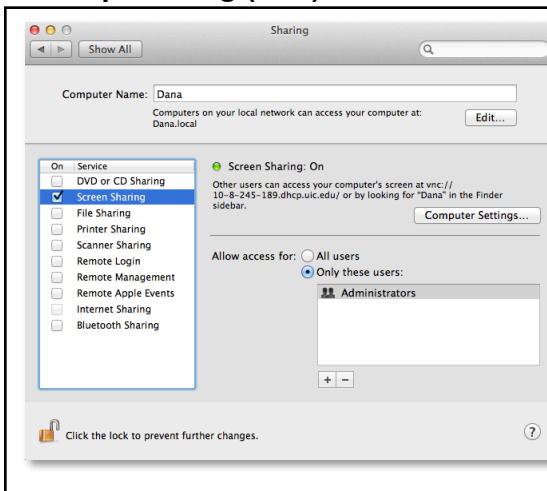 Sharing
Show All
Computer Name: Dana
Computers on your local network can access your computer at:
Dana.local
Edit...
On Service
DVD or CD Sharing
Screen Sharing
File Sharing
Printer Sharing
Scanner Sharing
Remote Login
Remote Management
Remote Apple Events
Internet Sharing
Bluetooth Sharing
Screen Sharing: On
Other users can access your computer's screen at vnc://
10-8-245-189.dhcp.uic.edu/ or by looking for "Dana" in the Finder
sidebar.
Computer Settings...
Allow access for: All users
Only these users:
Administrators
+ −
Click the lock to prevent further changes.
?